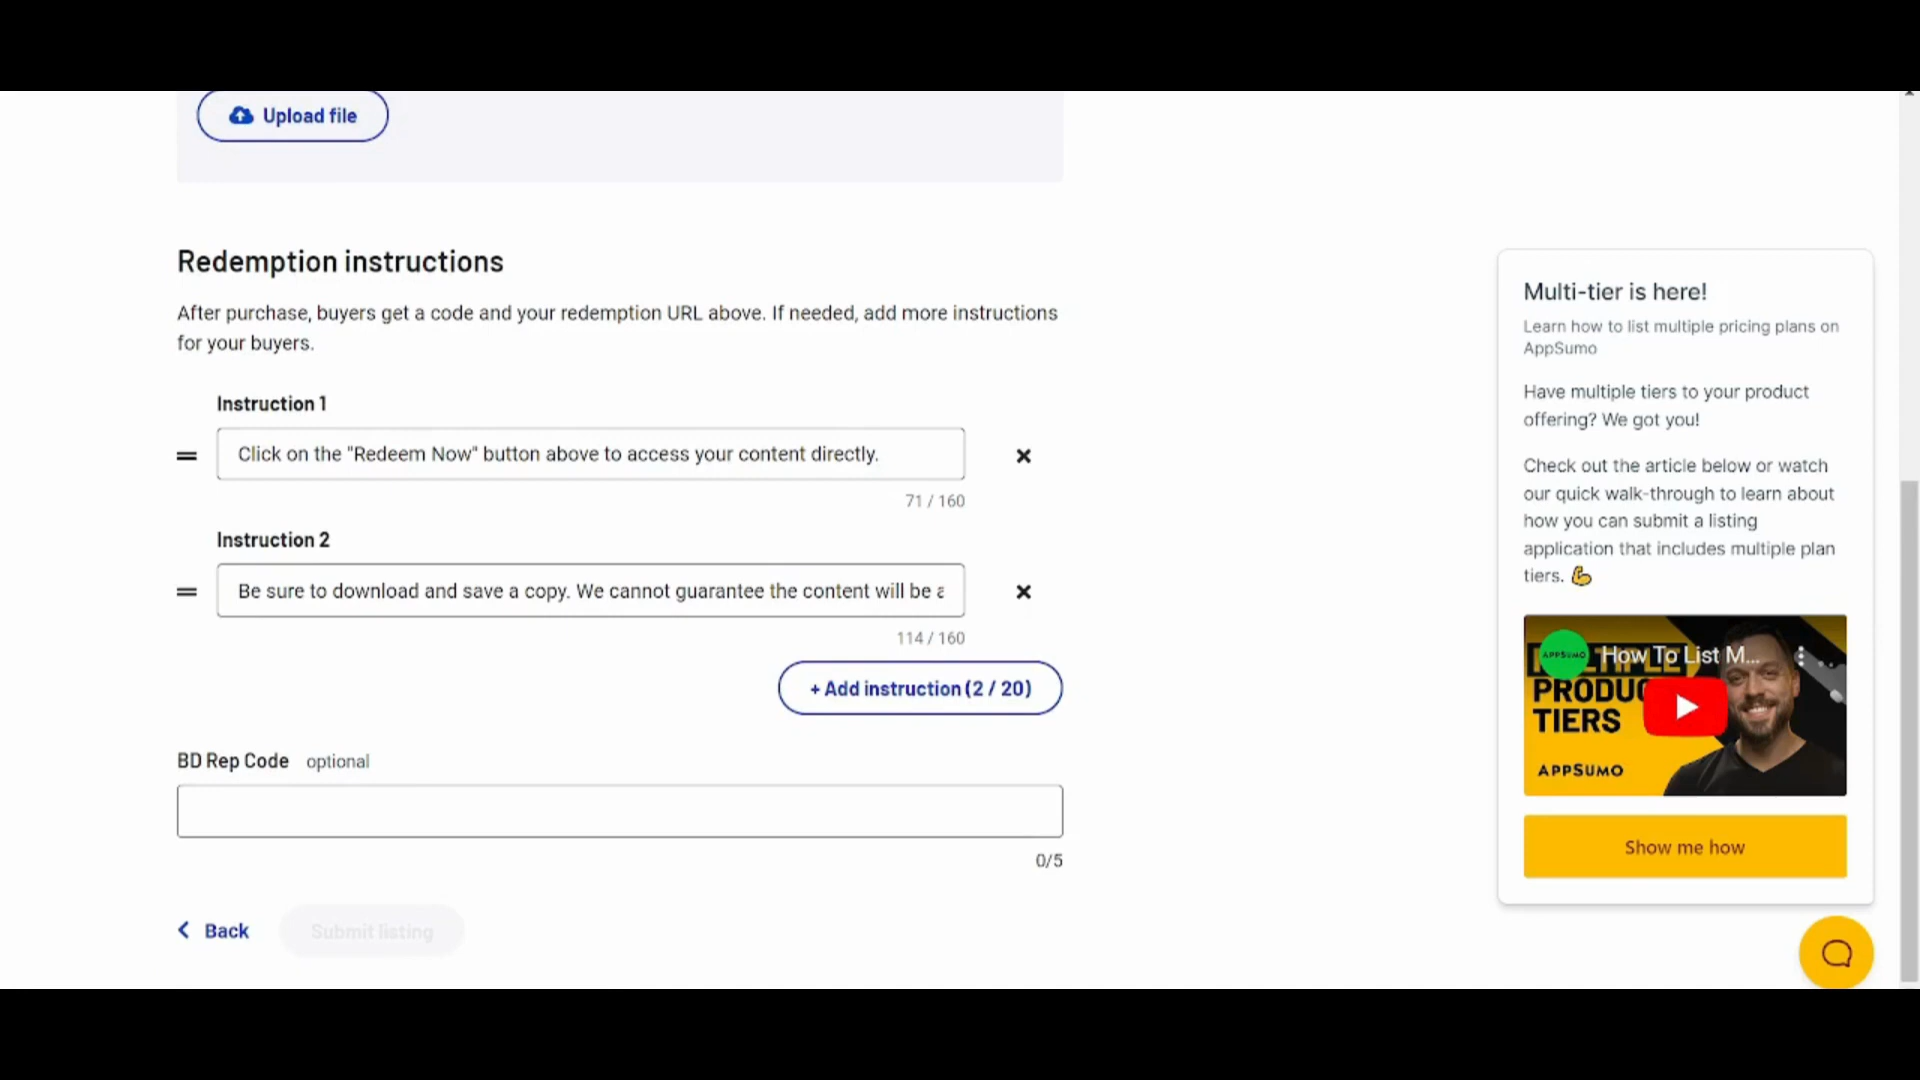 Upload file
Redemption instructions
After purchase, buyers get a code and your redemption URL above. If needed, add more instructions
for your buyers.
Instruction 1
Click on the "Redeem Now" button above to access your content directly.
71 / 160
Instruction 2
Be sure to download and save a copy. We cannot guarantee the content will be
114 / 160
+ Add instruction (2 / 20)
BD Rep Code optional
0/5
Back
Submit listing
Multi-tier is here!
Learn how to list multiple pricing plans on
AppSumo
Have multiple tiers to your product
offering? We got you!
Check out the article below or watch
our quick walk-through to learn about
how you can submit a listing
application that includes multiple plan
tiers. 💪
APPSUMO
How To List M...
MULTIPLE
PRODU
TIERS
APPSUMO
Show me how